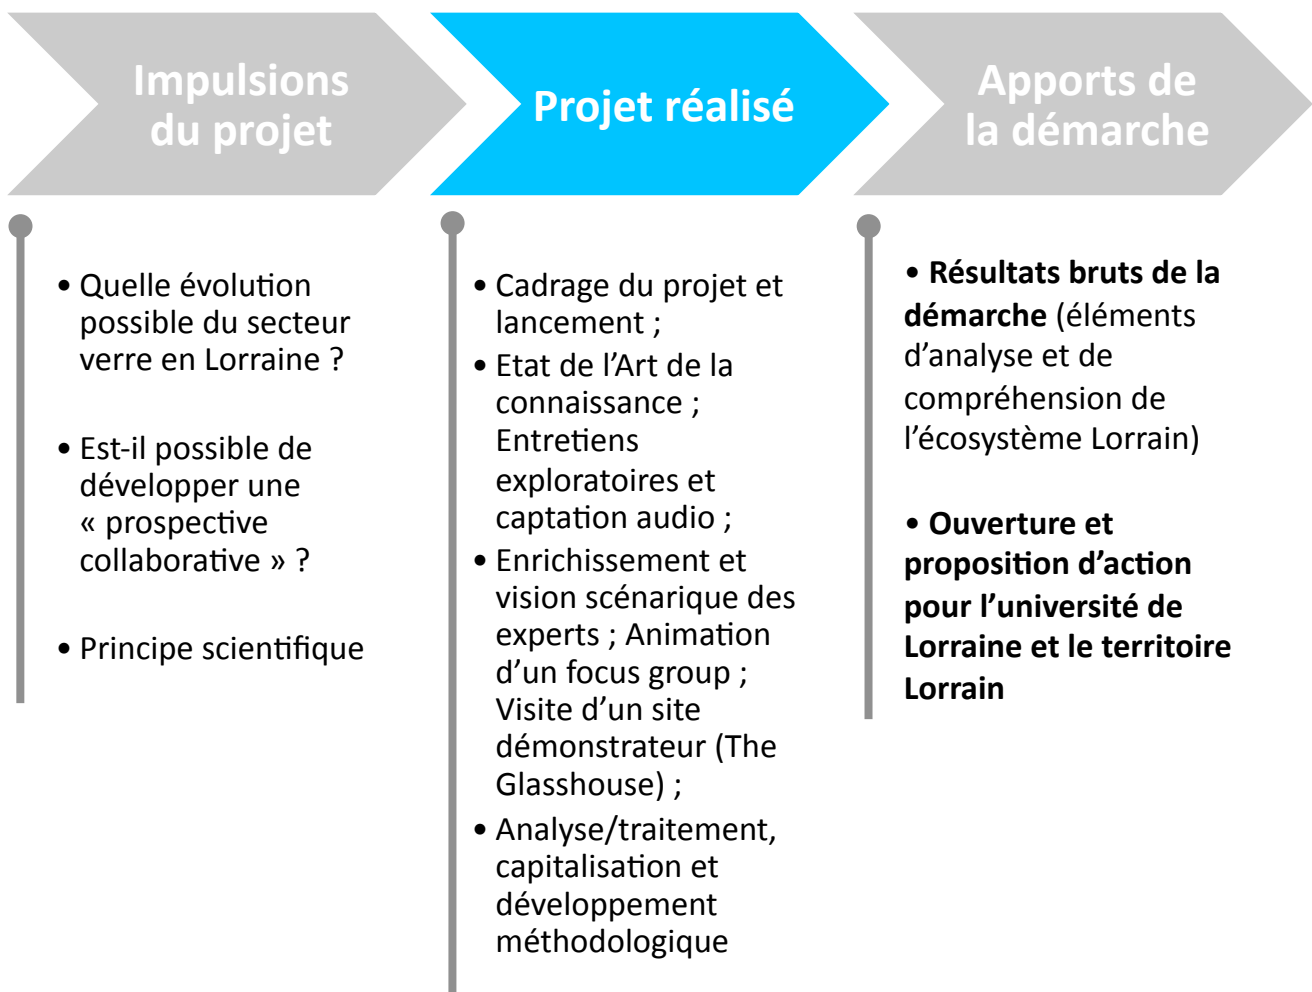 Impulsions
du projet
• Quelle évolution
possible du secteur
verre en Lorraine ?
• Est-il possible de
développer une
« prospective
collaborative » ?
• Principe scientifique
Projet réalisé
• Cadrage du projet et
lancement ;
• Etat de l’Art de la
connaissance ;
Entretiens
exploratoires et
captation audio ;
• Enrichissement et
vision scénarique des
experts ; Animation
d’un focus group ;
Visite d’un site
démonstrateur (The
Glasshouse) ;
• Analyse/traitement,
capitalisation et
développement
méthodologique
Apports de
la démarche
• Résultats bruts de la
démarche (éléments
d’analyse et de
compréhension de
l’écosystème Lorrain)
• Ouverture et
proposition d’action
pour l’université de
Lorraine et le territoire
Lorrain